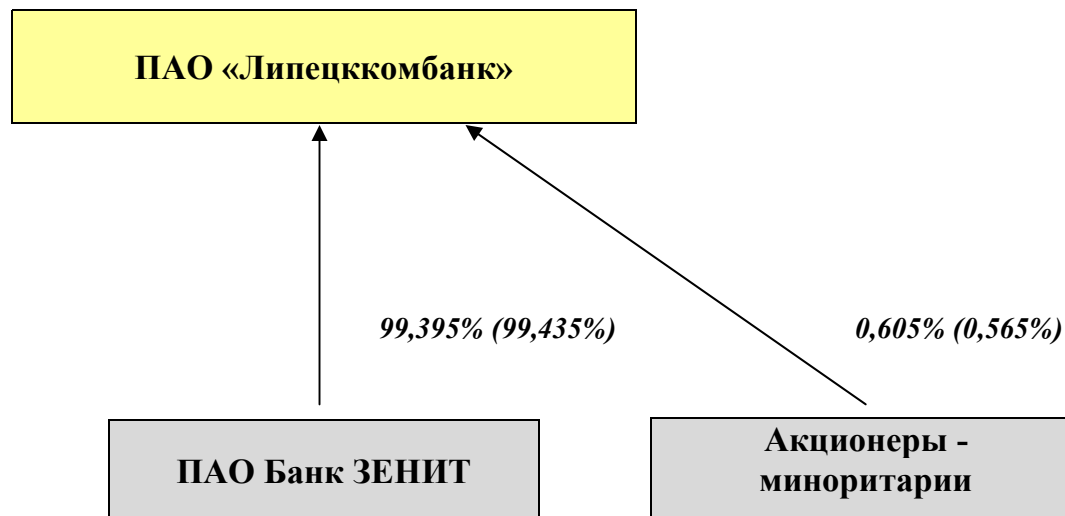 ПАО «Липецккомбанк»
99,395% (99,435%)
0,605% (0,565%)
ПАО Банк ЗЕНИТ
Акционеры -
миноритарии